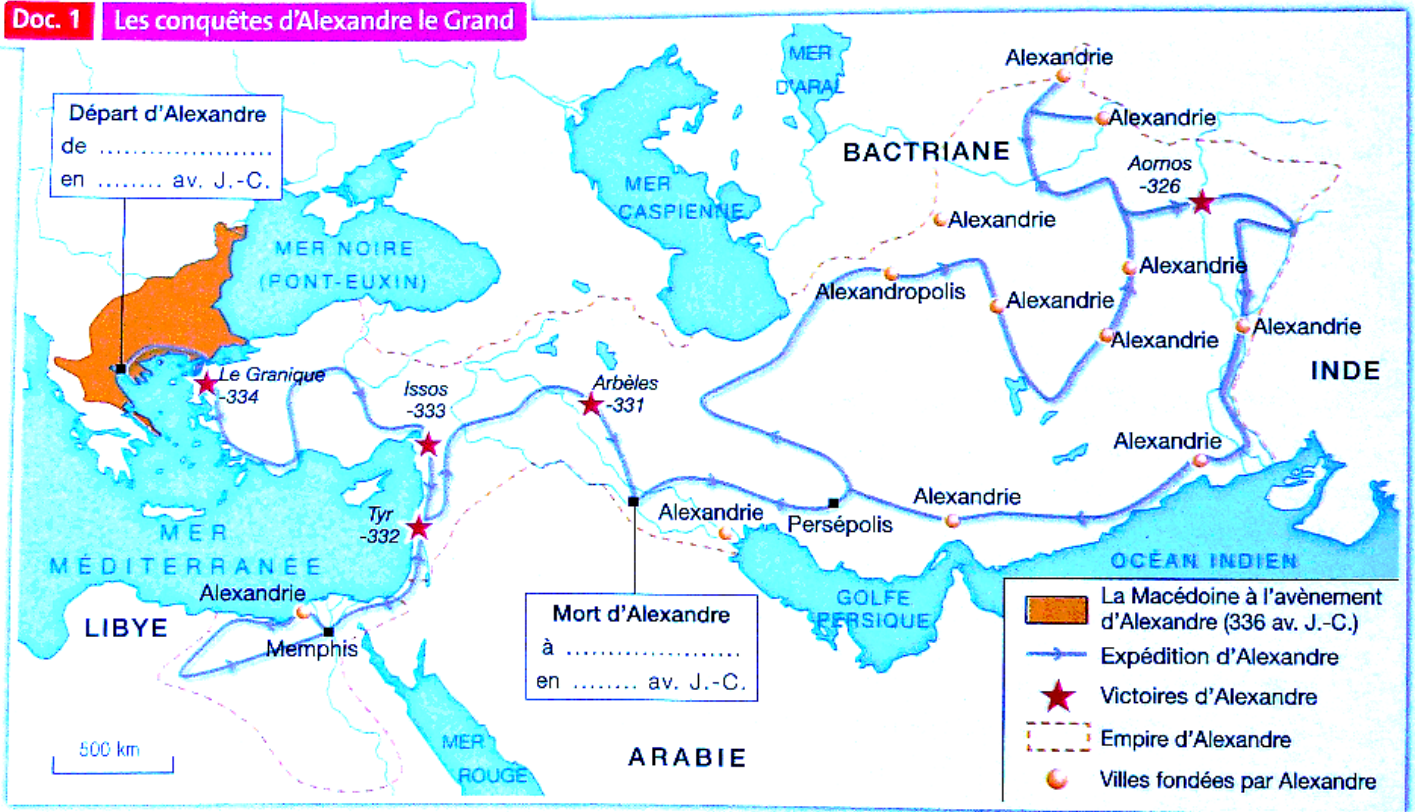 Doc. 1 Les conquêtes d'Alexandre le Grand
Départ d'Alexandre
de ......................
en ........ av. J.-C.
MER
D'ARAL
Alexandrie
Alexandrie
BACTRIANE
Aornos
-326
MER
CASPIENNE
Alexandrie
MER NOIRE
(PONT-EUXIN)
Alexandrie
Alexandropolis
Alexandrie
Alexandrie
Alexandrie
INDE
Le Granique
-334
Issos
-333
Arbèles
-331
Alexandrie
Alexandrie
Alexandrie
Persépolis
Tyr
-332
MER
MÉDITERRANÉE
Alexandrie
LIBYE
Memphis
OCÉAN INDIEN
GOLFE
PERSIQUE
Mort d'Alexandre
à ......................
en ........ av. J.-C.
MER
ROUGE
ARABIE
500 km
La Macédoine à l'avènement
d'Alexandre (336 av. J.-C.)
Expédition d'Alexandre
Victoires d'Alexandre
Empire d'Alexandre
Villes fondées par Alexandre